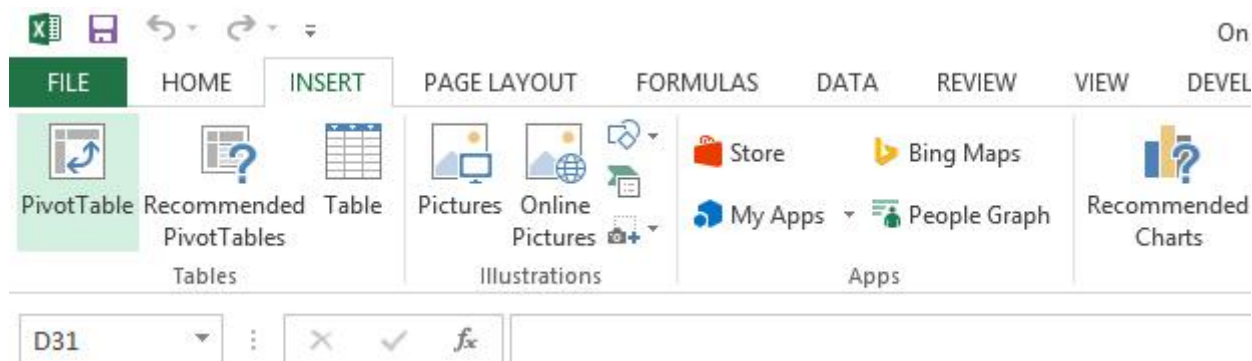 On
FILE HOME INSERT PAGE LAYOUT FORMULAS DATA REVIEW VIEW DEVEL
PivotTable Recommended PivotTables Table Pictures Online Pictures Store My Apps Bing Maps People Graph Recommended Charts
Tables Illustrations Apps
D31 fx